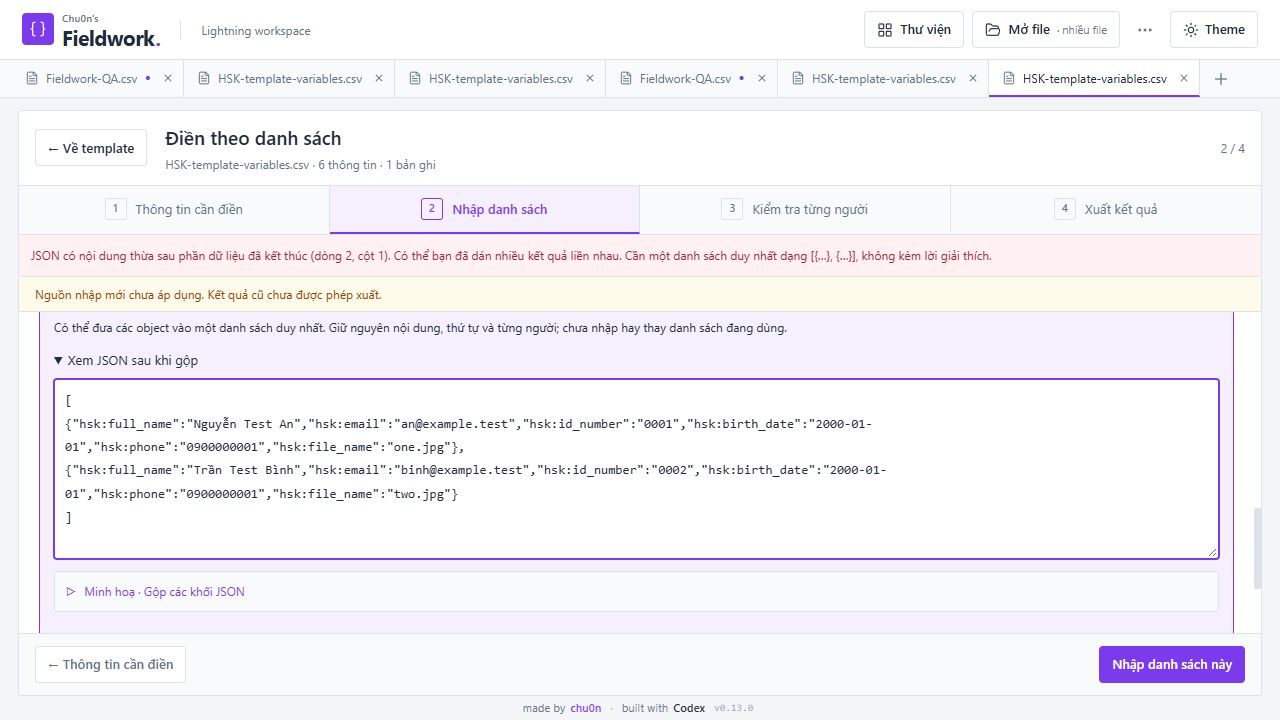 Chu0n's
Fieldwork.
Lightning workspace
Thư viện
Mở file · nhiều file
Theme
Fieldwork-QA.csv
HSK-template-variables.csv
HSK-template-variables.csv
Fieldwork-QA.csv
HSK-template-variables.csv
HSK-template-variables.csv
← Về template
Điền theo danh sách
HSK-template-variables.csv · 6 thông tin · 1 bản ghi
2 / 4
1 Thông tin cần điền
2 Nhập danh sách
3 Kiểm tra từng người
4 Xuất kết quả
JSON có nội dung thừa sau phần dữ liệu đã kết thúc (dòng 2, cột 1). Có thể bạn đã dán nhiều kết quả liền nhau. Cần một danh sách duy nhất dạng [{...}, {...}], không kèm lời giải thích.
Nguồn nhập mới chưa áp dụng. Kết quả cũ chưa được phép xuất.
Có thể đưa các object vào một danh sách duy nhất. Giữ nguyên nội dung, thứ tự và từng người; chưa nhập hay thay danh sách đang dùng.
▼ Xem JSON sau khi gộp
[
{"hsk:full_name":"Nguyễn Test An","hsk:email":"an@example.test","hsk:id_number":"0001","hsk:birth_date":"2000-01-
01","hsk:phone":"0900000001","hsk:file_name":"one.jpg"},
{"hsk:full_name":"Trần Test Bình","hsk:email":"binh@example.test","hsk:id_number":"0002","hsk:birth_date":"2000-01-
01","hsk:phone":"0900000001","hsk:file_name":"two.jpg"}
]
▷ Minh hoạ · Gộp các khối JSON
← Thông tin cần điền
Nhập danh sách này
made by chu0n · built with Codex v0.13.0